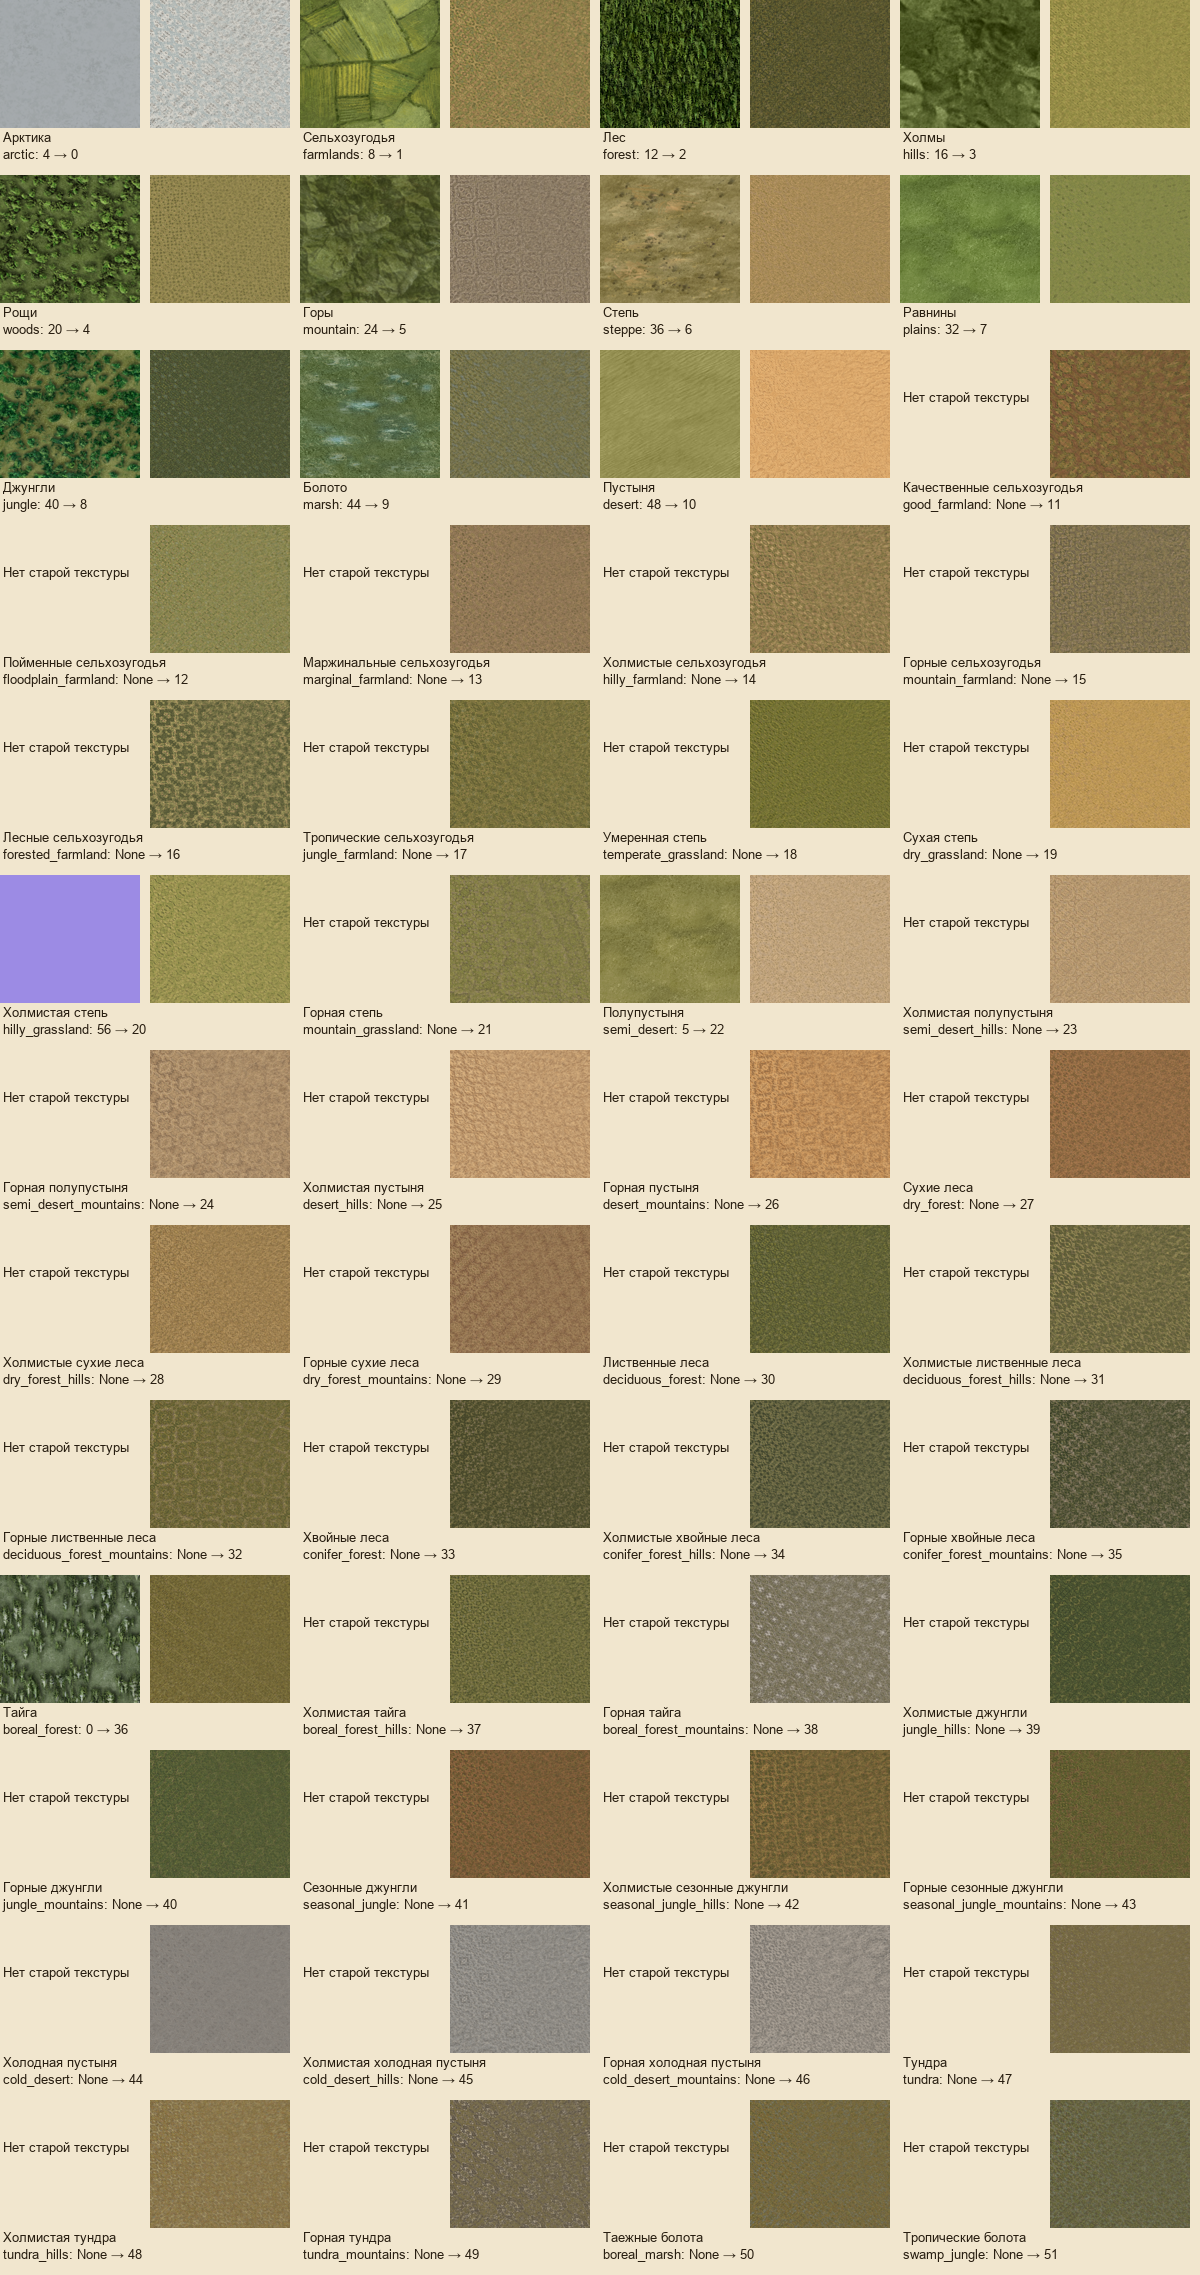 Арктика
arctic: 4 → 0
Сельхозугодья
farmlands: 8 → 1
Лес
forest: 12 → 2
Холмы
hills: 16 → 3
Рощи
woods: 20 → 4
Горы
mountain: 24 → 5
Степь
steppe: 36 → 6
Равнины
plains: 32 → 7
Нет старой текстуры
Джунгли
jungle: 40 → 8
Болото
marsh: 44 → 9
Пустыня
desert: 48 → 10
Качественные сельхозугодья
good_farmland: None → 11
Нет старой текстуры
Нет старой текстуры
Нет старой текстуры
Нет старой текстуры
Пойменные сельхозугодья
floodplain_farmland: None → 12
Маржинальные сельхозугодья
marginal_farmland: None → 13
Холмистые сельхозугодья
hilly_farmland: None → 14
Горные сельхозугодья
mountain_farmland: None → 15
Нет старой текстуры
Нет старой текстуры
Нет старой текстуры
Нет старой текстуры
Лесные сельхозугодья
forested_farmland: None → 16
Тропические сельхозугодья
jungle_farmland: None → 17
Умеренная степь
temperate_grassland: None → 18
Сухая степь
dry_grassland: None → 19
Нет старой текстуры
Нет старой текстуры
Холмистая степь
hilly_grassland: 56 → 20
Горная степь
mountain_grassland: None → 21
Полупустыня
semi_desert: 5 → 22
Холмистая полупустыня
semi_desert_hills: None → 23
Нет старой текстуры
Нет старой текстуры
Нет старой текстуры
Нет старой текстуры
Горная полупустыня
semi_desert_mountains: None → 24
Холмистая пустыня
desert_hills: None → 25
Горная пустыня
desert_mountains: None → 26
Сухие леса
dry_forest: None → 27
Нет старой текстуры
Нет старой текстуры
Нет старой текстуры
Нет старой текстуры
Холмистые сухие леса
dry_forest_hills: None → 28
Горные сухие леса
dry_forest_mountains: None → 29
Лиственные леса
deciduous_forest: None → 30
Холмистые лиственные леса
deciduous_forest_hills: None → 31
Нет старой текстуры
Нет старой текстуры
Нет старой текстуры
Нет старой текстуры
Горные лиственные леса
deciduous_forest_mountains: None → 32
Хвойные леса
conifer_forest: None → 33
Холмистые хвойные леса
conifer_forest_hills: None → 34
Горные хвойные леса
conifer_forest_mountains: None → 35
Нет старой текстуры
Нет старой текстуры
Нет старой текстуры
Тайга
boreal_forest: 0 → 36
Холмистая тайга
boreal_forest_hills: None → 37
Горная тайга
boreal_forest_mountains: None → 38
Холмистые джунгли
jungle_hills: None → 39
Нет старой текстуры
Нет старой текстуры
Нет старой текстуры
Нет старой текстуры
Горные джунгли
jungle_mountains: None → 40
Сезонные джунгли
seasonal_jungle: None → 41
Холмистые сезонные джунгли
seasonal_jungle_hills: None → 42
Горные сезонные джунгли
seasonal_jungle_mountains: None → 43
Нет старой текстуры
Нет старой текстуры
Нет старой текстуры
Нет старой текстуры
Холодная пустыня
cold_desert: None → 44
Холмистая холодная пустыня
cold_desert_hills: None → 45
Горная холодная пустыня
cold_desert_mountains: None → 46
Тундра
tundra: None → 47
Нет старой текстуры
Нет старой текстуры
Нет старой текстуры
Нет старой текстуры
Холмистая тундра
tundra_hills: None → 48
Горная тундра
tundra_mountains: None → 49
Таежные болота
boreal_marsh: None → 50
Тропические болота
swamp_jungle: None → 51